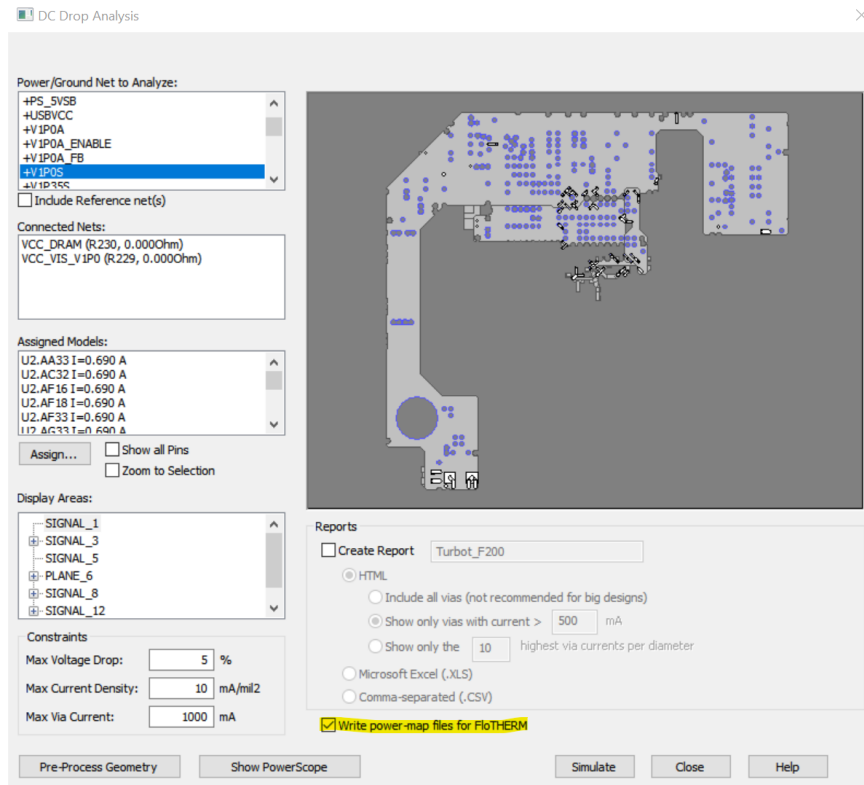 DC Drop Analysis
Power/Ground Net to Analyze:
+PS_5VSB
+USBVCC
+V1P0A
+V1P0A_ENABLE
+V1P0A_FB
+V1P0S
+V1P35S
Include Reference net(s)
Connected Nets:
VCC_DRAM (R230, 0.000Ohm)
VCC_VIS_V1P0 (R229, 0.000Ohm)
Assigned Models:
U2.AA33 I=0.690 A
U2.AC32 I=0.690 A
U2.AF16 I=0.690 A
U2.AF18 I=0.690 A
U2.AF33 I=0.690 A
U2.AG33 I=0.690 A
Assign...
Show all Pins
Zoom to Selection
Display Areas:
SIGNAL_1
SIGNAL_3
SIGNAL_5
PLANE_6
SIGNAL_8
SIGNAL_12
Constraints
Max Voltage Drop: 5 %
Max Current Density: 10 mA/mil2
Max Via Current: 1000 mA
Reports
Create Report Turbot_F200
HTML
Include all vias (not recommended for big designs)
Show only vias with current > 500 mA
Show only the 10 highest via currents per diameter
Microsoft Excel (.XLS)
Comma-separated (.CSV)
Write power-map files for FloTHERM
Pre-Process Geometry
Show PowerScope
Simulate
Close
Help